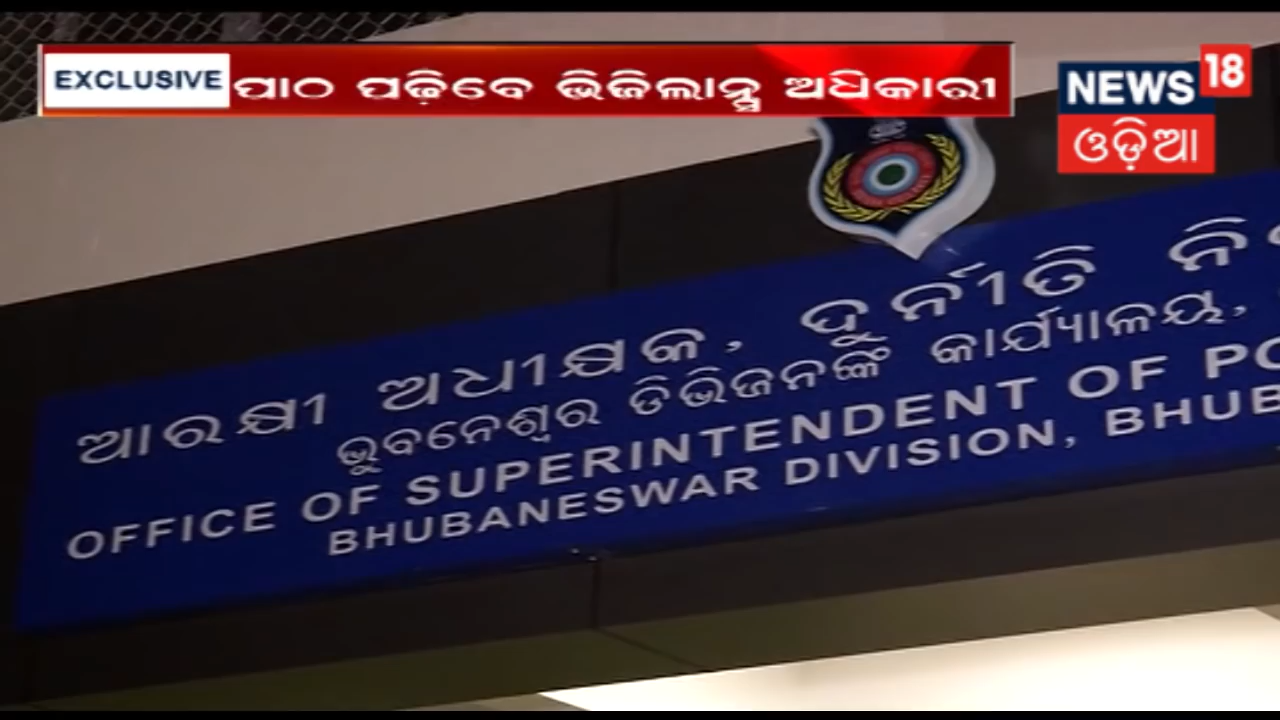 EXCLUSIVE ପାଠ ପଢ଼ିବେ ଭିଜିଲାନ୍ସ ଅଧିକାରୀ
NEWS 18
ଓଡ଼ିଆ
ଆରକ୍ଷୀ ଅଧୀକ୍ଷକ, ଦୁର୍ନୀତି
ଭୁବନେଶ୍ୱର ଡିଭିଜନଙ୍କ କାର୍ଯ୍ୟାଳୟ,
OFFICE OF SUPERINTENDENT OF
BHUBANESWAR DIVISION,